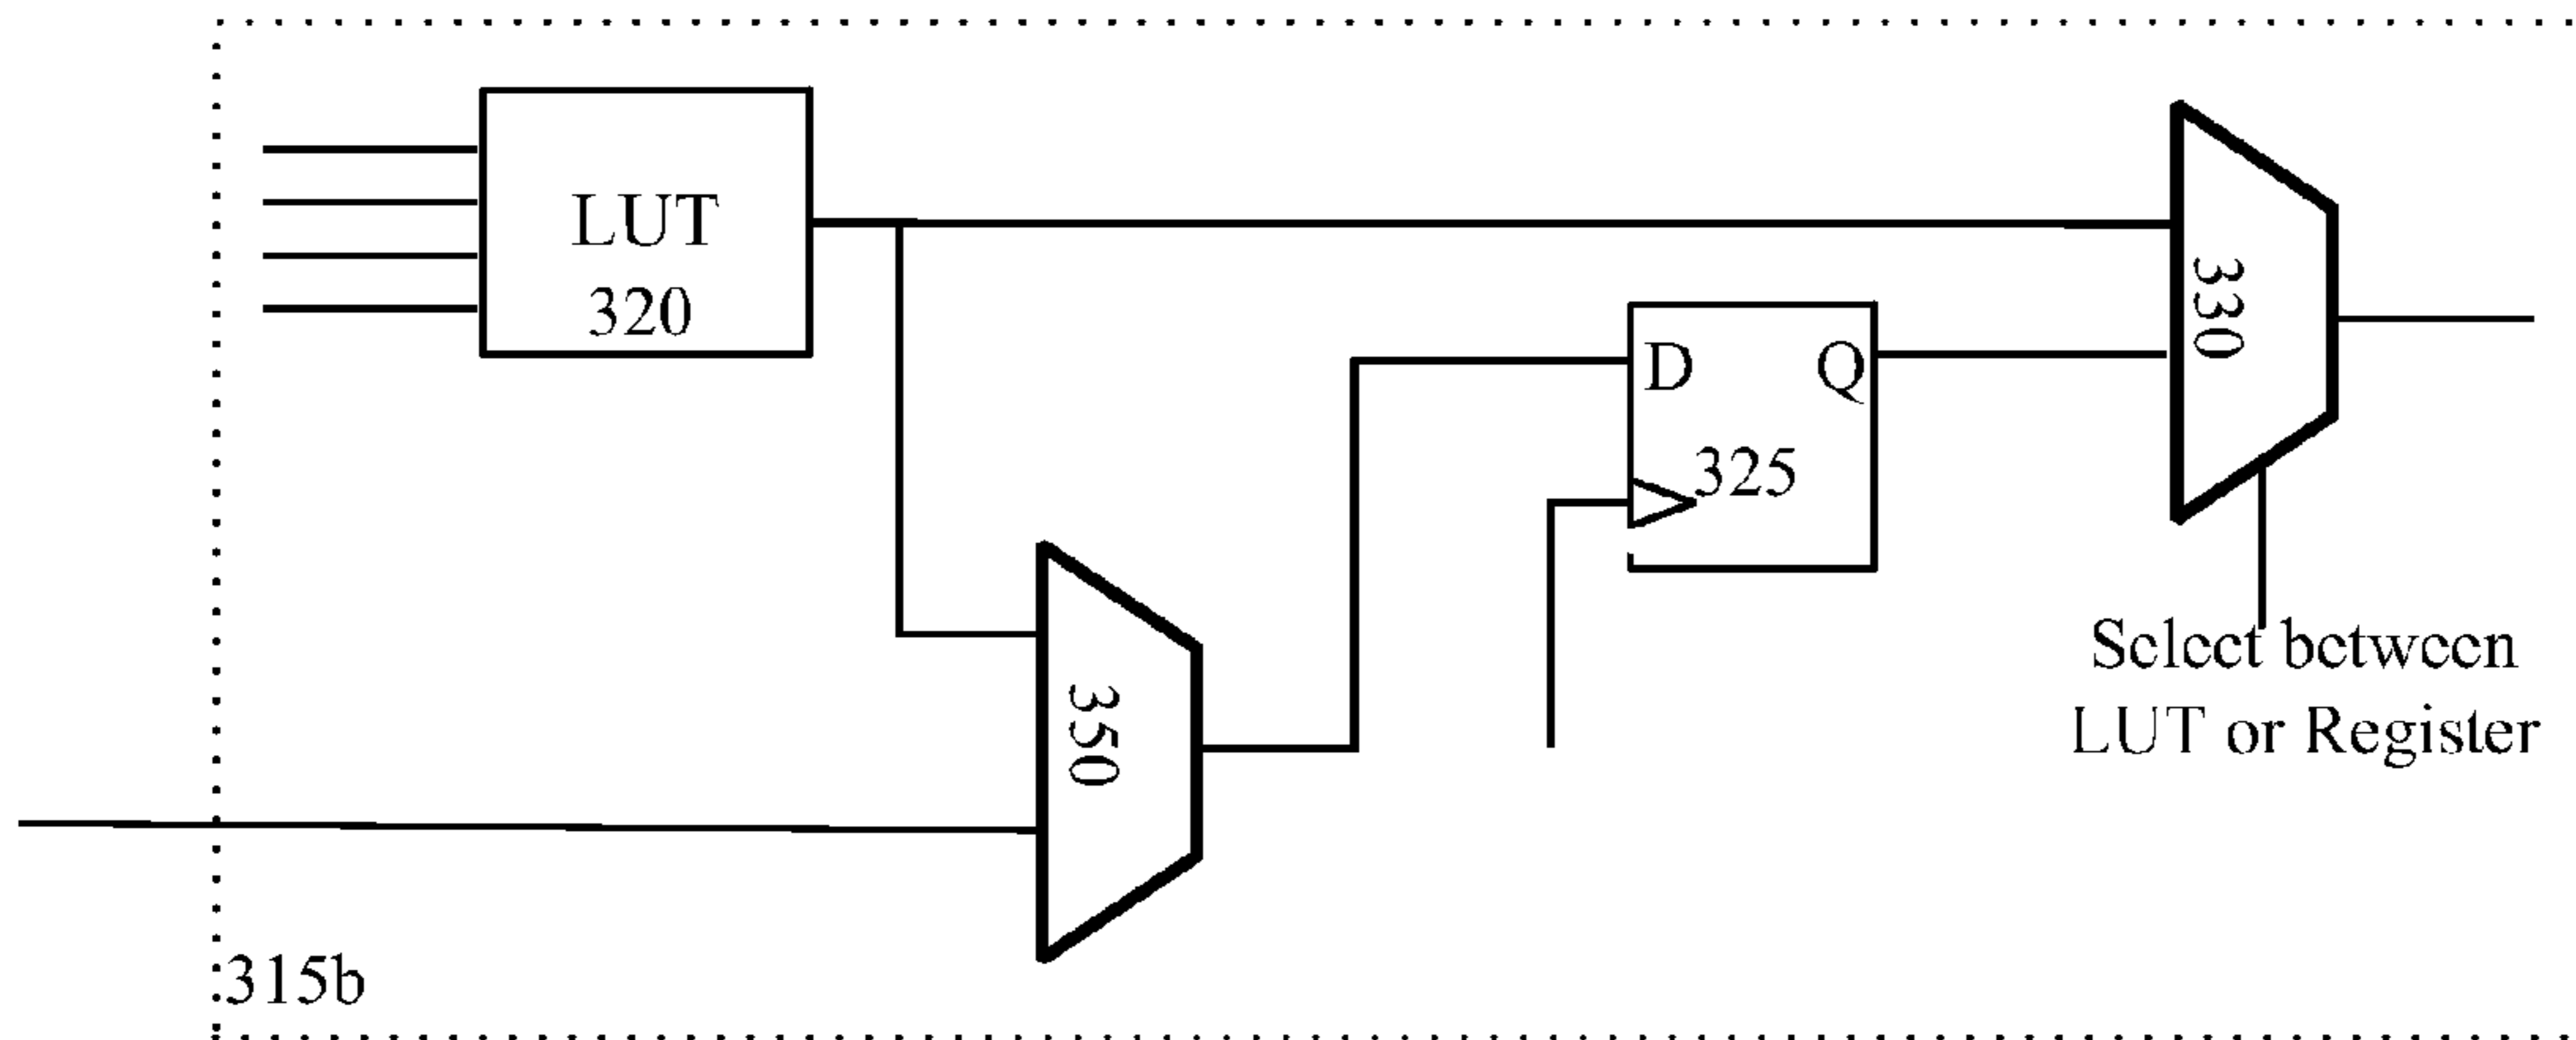 LUT
320
330
D
Q
325
350
Select between
LUT or Register
315b